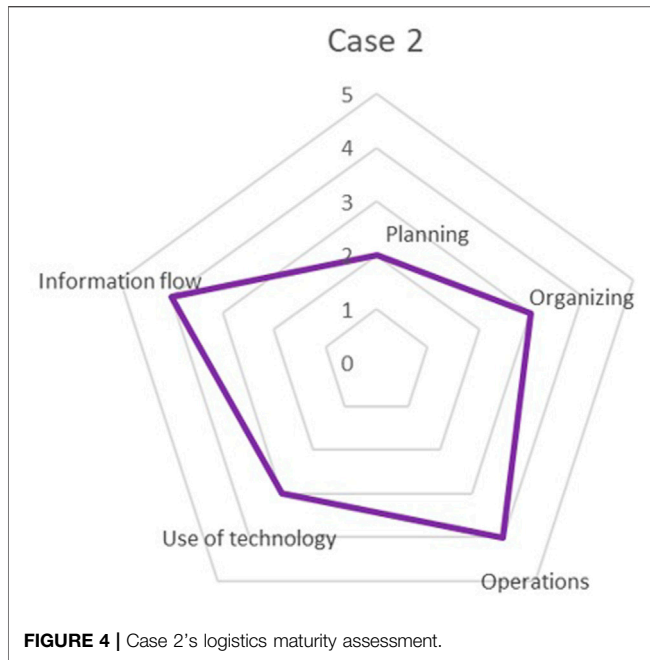 Case 2
5
4
3
2
1
0
Planning
Organizing
Information flow
Use of technology
Operations
FIGURE 4 | Case 2's logistics maturity assessment.